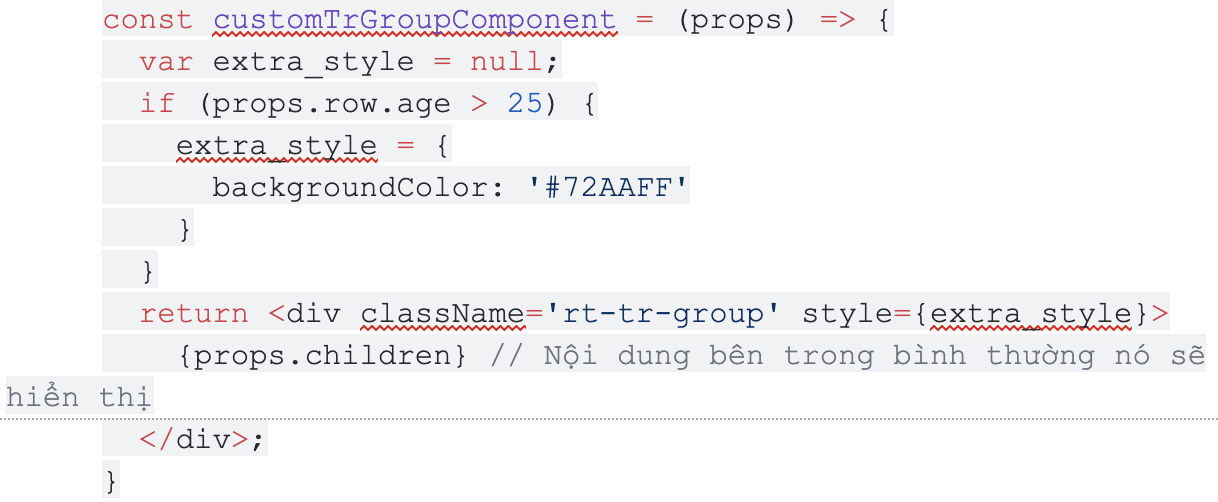 const customTrGroupComponent = (props) => {
var extra_style = null;
if (props.row.age > 25) {
extra_style = {
backgroundColor: '#72AAFF'
}
}
return <div className='rt-tr-group' style={extra_style}>
{props.children} // Nội dung bên trong bình thường nó sẽ
hiển thị
</div>;
}